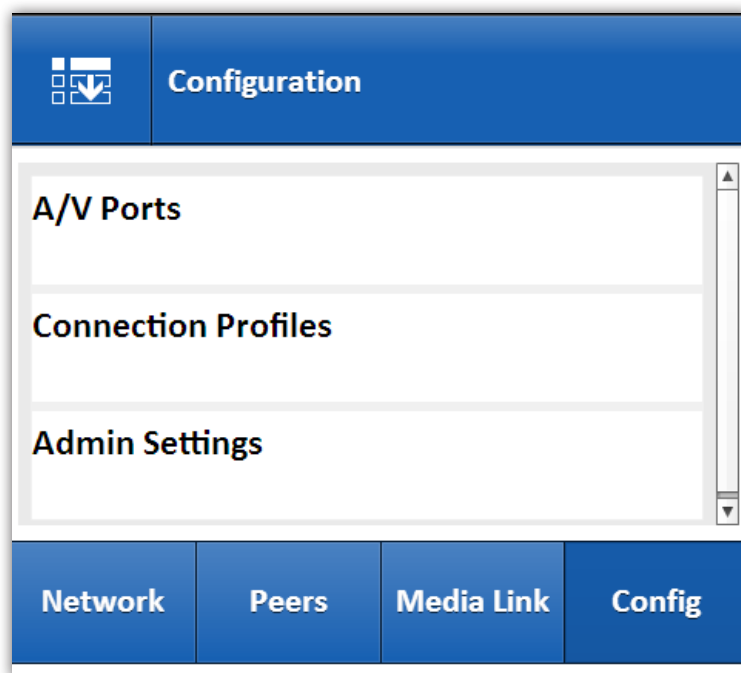 Configuration
A/V Ports
Connection Profiles
Admin Settings
Network Peers Media Link Config